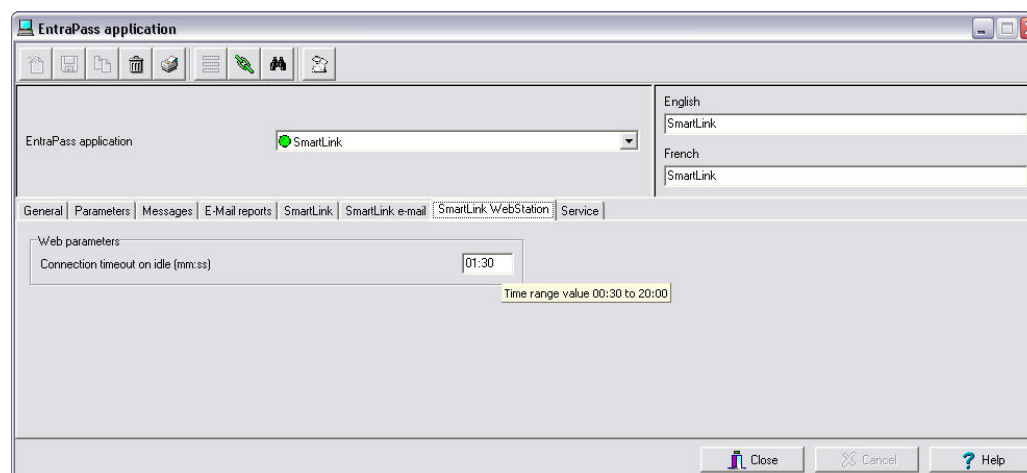 EntraPass application
English
SmartLink
EntraPass application
SmartLink
French
SmartLink
General Parameters Messages E-Mail reports SmartLink SmartLink e-mail SmartLink WebStation Service
Web parameters
Connection timeout on idle (mm:ss) 01:30
Time range value 00:30 to 20:00
Close Cancel Help